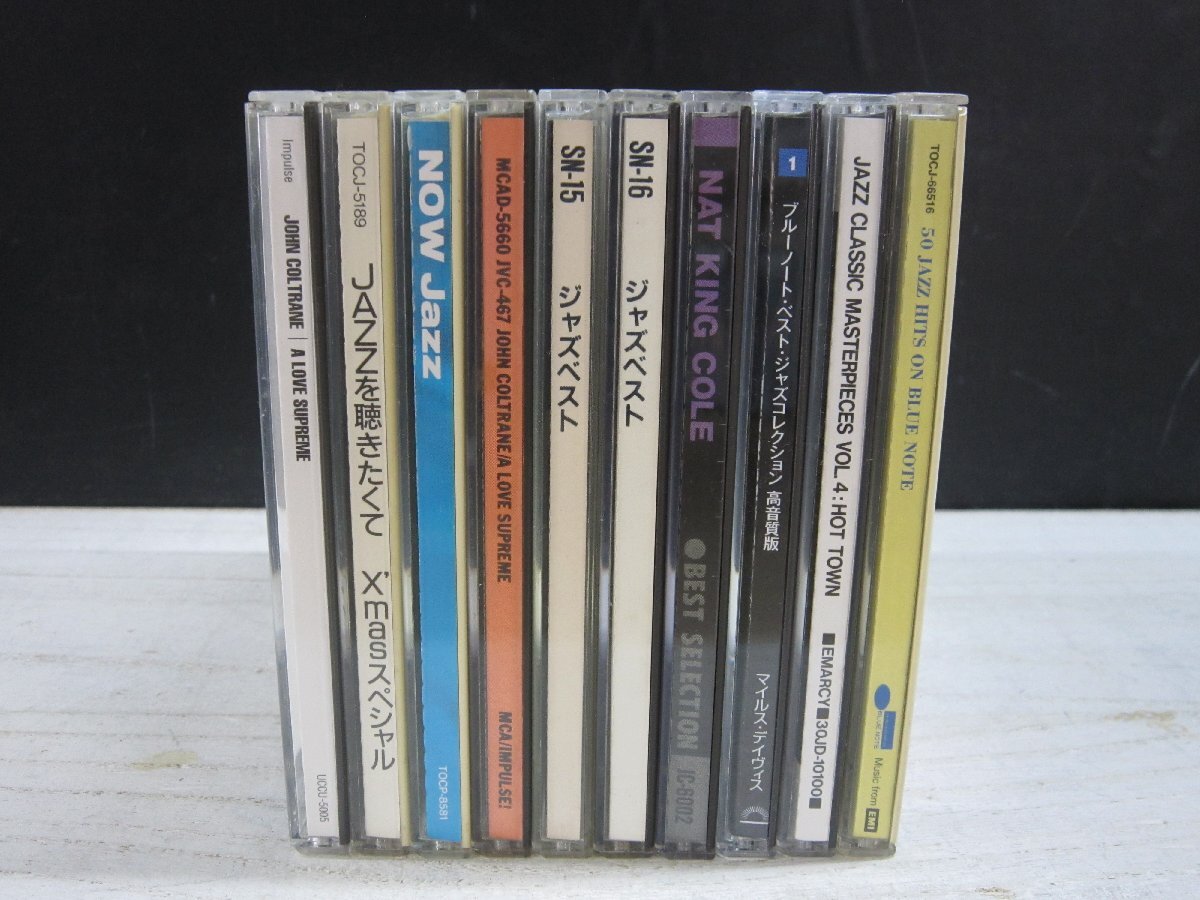 Impulse JOHN COLTRANE | A LOVE SUPREME UCCU-5005
TOCJ-5189 JAZZを聴きたくて X'masスペシャル
NOW Jazz TOCP-8581
MCAD-5660 JVC-467 JOHN COLTRANE/A LOVE SUPREME MCA/IMPULSE!
SN-15 ジャズベスト
SN-16 ジャズベスト
NAT KING COLE ●BEST SELECTION JC-8002
1 ブルーノート・ベスト・ジャズコレクション 高音質版 マイルス・デイヴィス
JAZZ CLASSIC MASTERPIECES VOL.4:HOT TOWN ■EMARCY■30JD-10100■
TOCJ-66516 50 JAZZ HITS ON BLUE NOTE BLUE NOTE Music from EMI